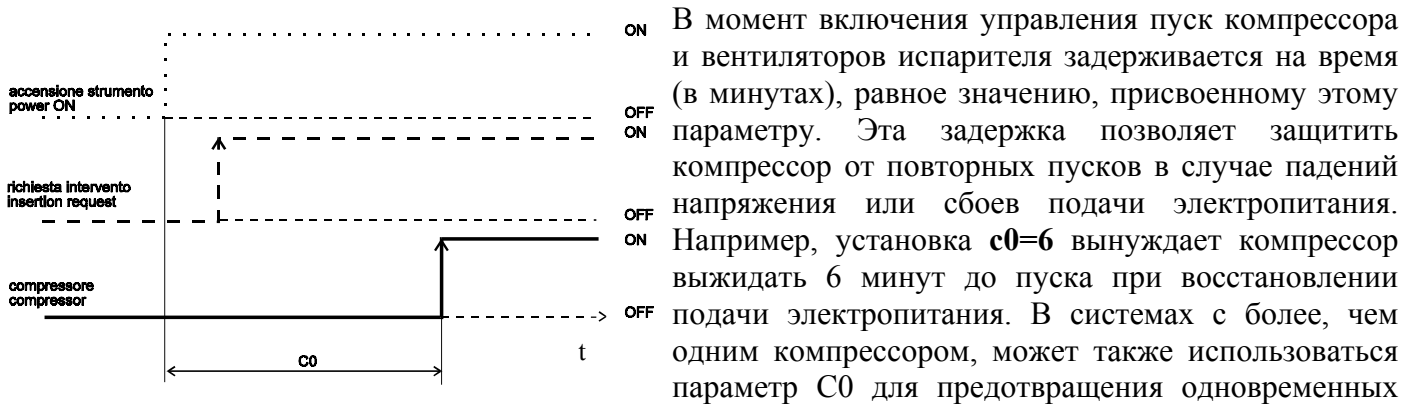 accensione strumento
power ON
ON
OFF
ON
richiesta intervento
insertion request
OFF
ON
compressore
compressor
OFF
t
C0
В момент включения управления пуск компрессора
и вентиляторов испарителя задерживается на время
(в минутах), равное значению, присвоенному этому
параметру. Эта задержка позволяет защитить
компрессор от повторных пусков в случае падений
напряжения или сбоев подачи электропитания.
Например, установка c0=6 вынуждает компрессор
выжидать 6 минут до пуска при восстановлении
подачи электропитания. В системах с более, чем
одним компрессором, может также использоваться
параметр С0 для предотвращения одновременных